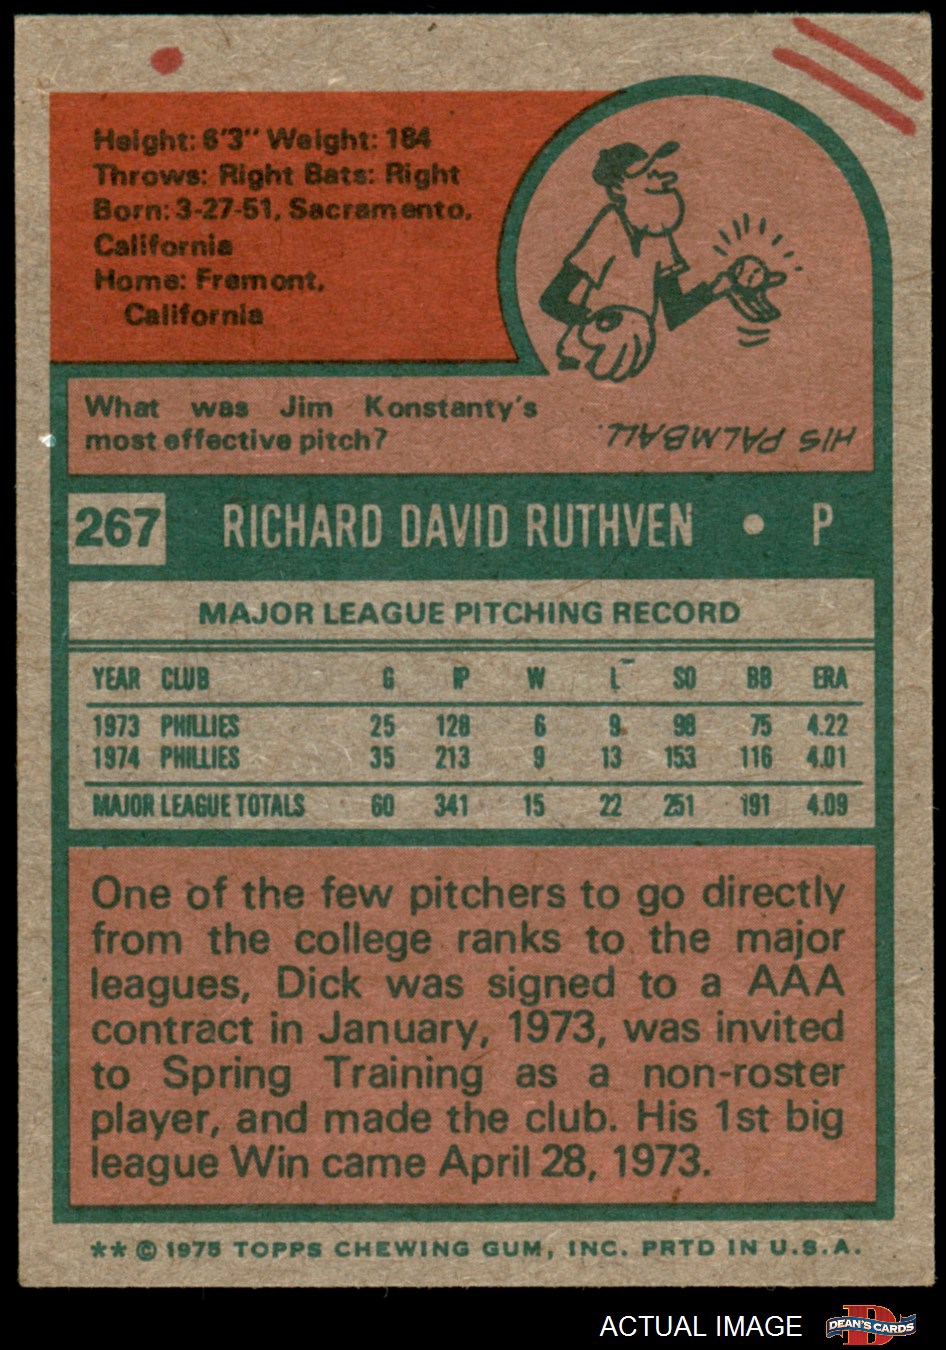 Height: 6'3" Weight: 184
Throws: Right Bats: Right
Born: 3-27-51, Sacramento,
California
Home: Fremont,
California
What was Jim Konstanty's
most effective pitch?
HIS PALMBALL.
267 RICHARD DAVID RUTHVEN • P
MAJOR LEAGUE PITCHING RECORD
YEAR CLUB G IP W L SO BB ERA
1973 PHILLIES 25 128 6 9 98 75 4.22
1974 PHILLIES 35 213 9 13 153 116 4.01
MAJOR LEAGUE TOTALS 60 341 15 22 251 191 4.09
One of the few pitchers to go directly
from the college ranks to the major
leagues, Dick was signed to a AAA
contract in January, 1973, was invited
to Spring Training as a non-roster
player, and made the club. His 1st big
league Win came April 28, 1973.
** © 1975 TOPPS CHEWING GUM, INC. PRTD IN U.S.A.
ACTUAL IMAGE
D
DEAN'S CARDS